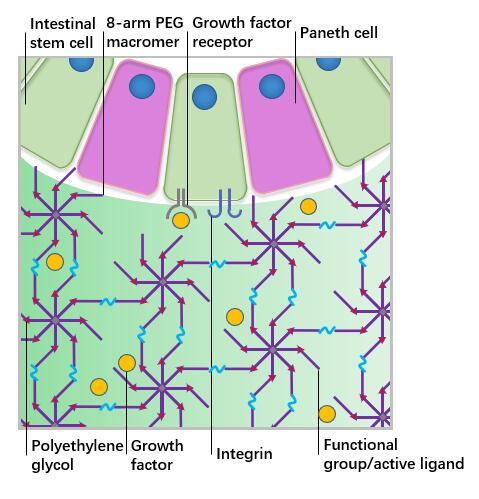 Intestinal
stem cell
8-arm PEG
macromer
Growth factor
receptor
Paneth cell
Polyethylene
glycol
Growth
factor
Integrin
Functional
group/active ligand